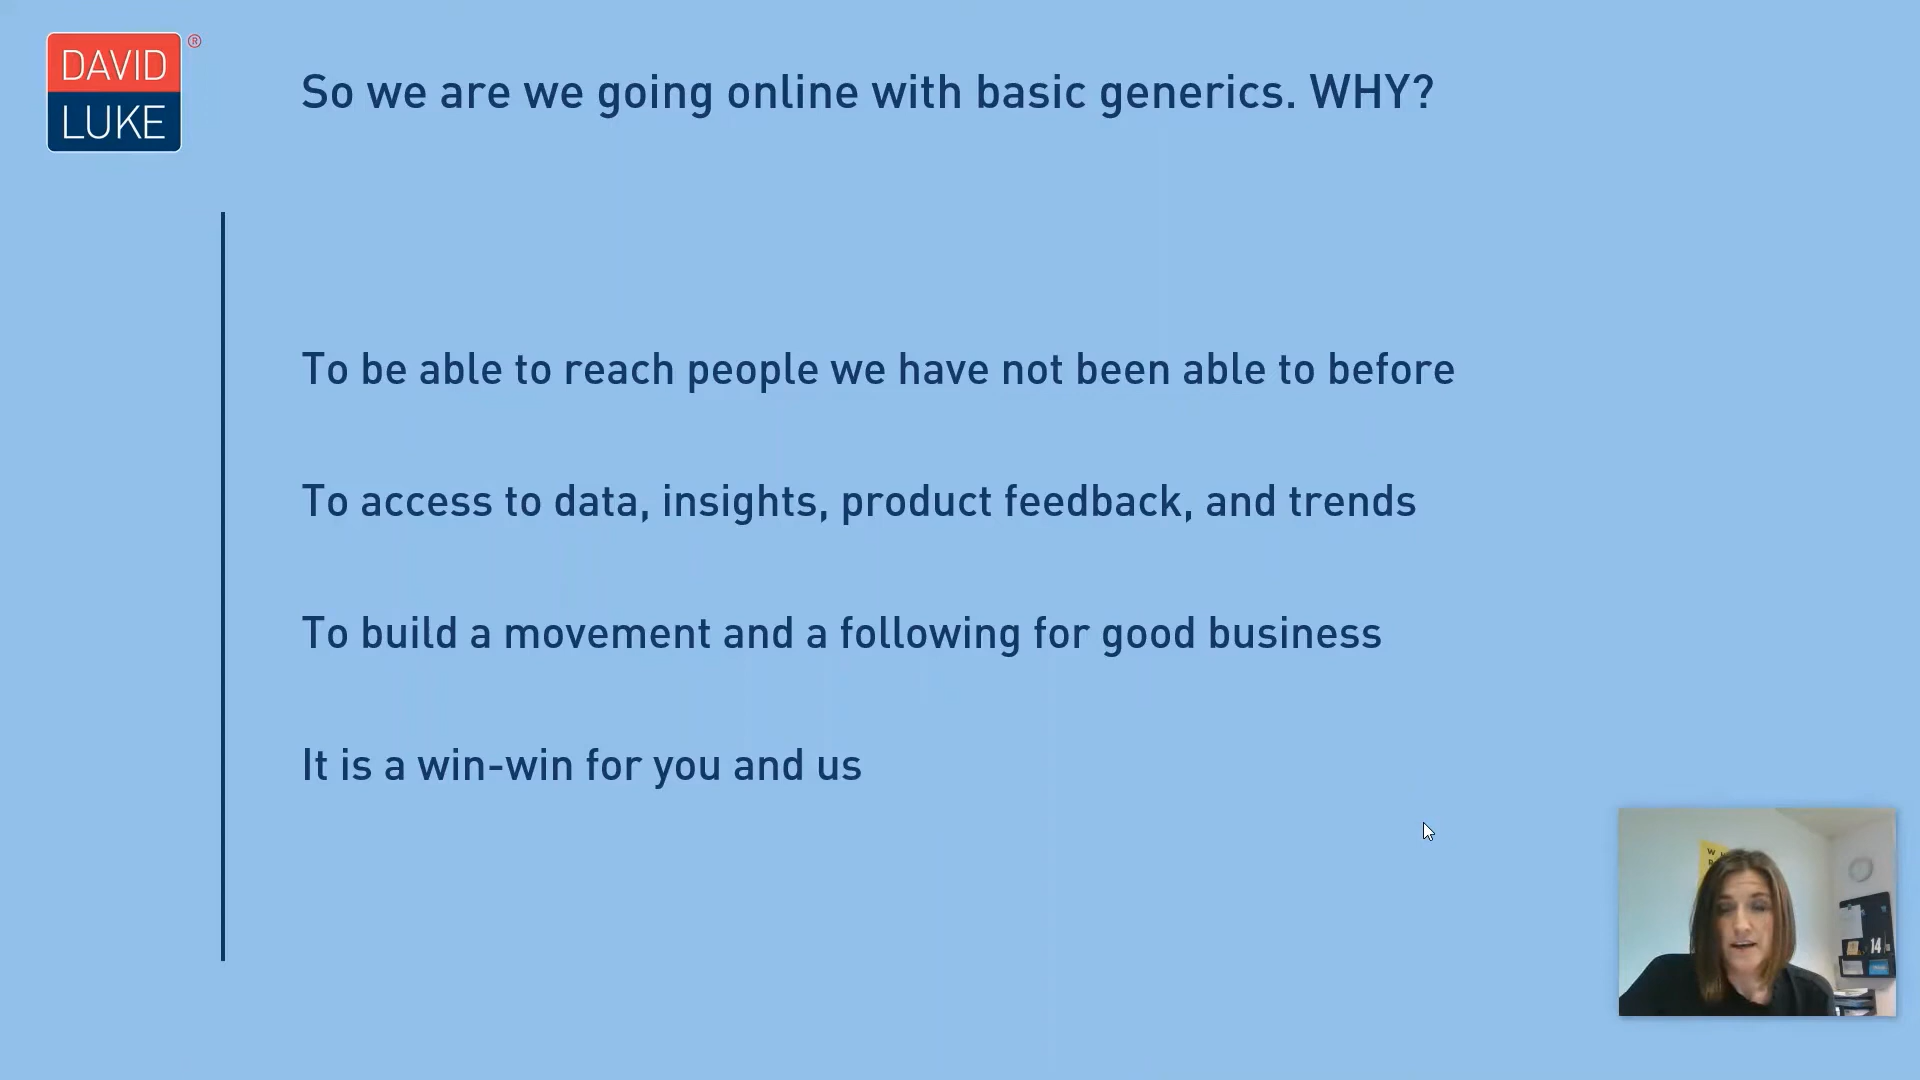 DAVID
LUKE
®
So we are we going online with basic generics. WHY?
To be able to reach people we have not been able to before
To access to data, insights, product feedback, and trends
To build a movement and a following for good business
It is a win-win for you and us
14